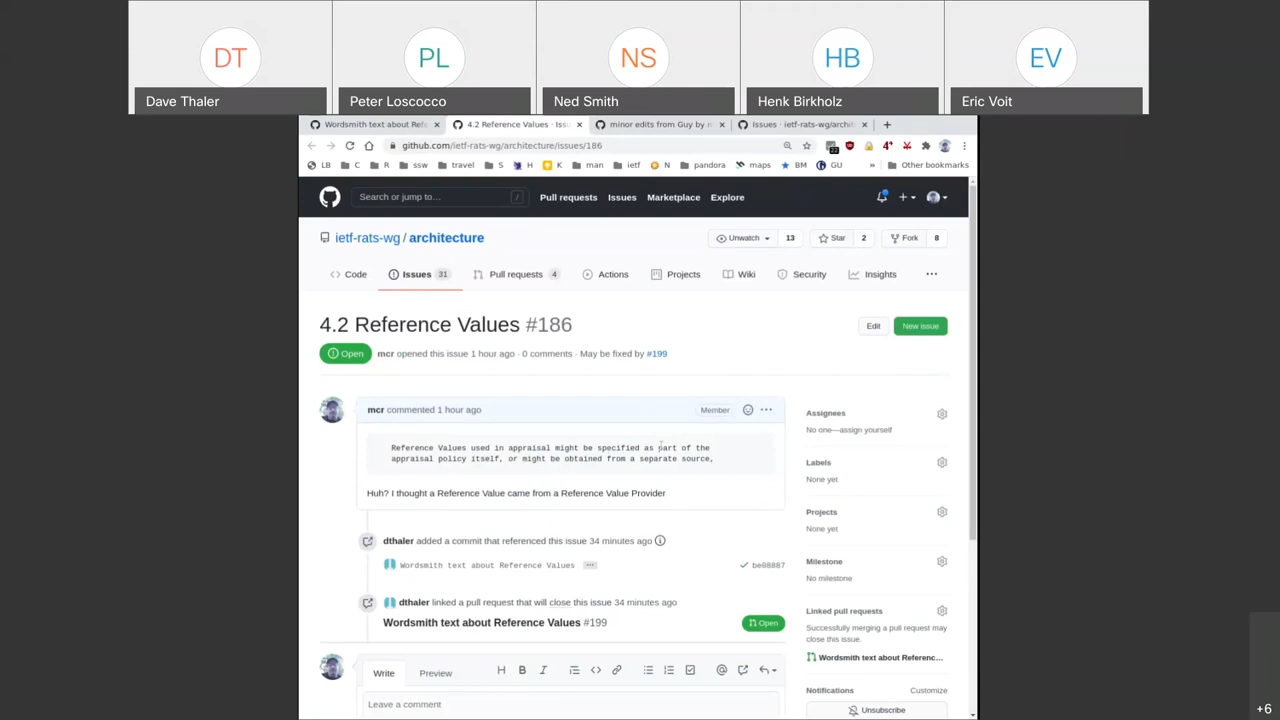 DT
PL
NS
HB
EV
Dave Thaler
Peter Loscocco
Ned Smith
Henk Birkholz
Eric Voit
Wordsmith text about Refe
4.2 Reference Values · Issu
minor edits from Guy by m
Issues · ietf-rats-wg/archit
github.com/ietf-rats-wg/architecture/issues/186
LB C R ssw travel S H K man ietf N pandora maps BM GU » Other bookmarks
Search or jump to… /
Pull requests Issues Marketplace Explore
ietf-rats-wg / architecture
Unwatch 13 Star 2 Fork 8
Code Issues 31 Pull requests 4 Actions Projects Wiki Security Insights
4.2 Reference Values #186
Edit New issue
Open mcr opened this issue 1 hour ago · 0 comments · May be fixed by #199
mcr commented 1 hour ago Member
Reference Values used in appraisal might be specified as part of the
appraisal policy itself, or might be obtained from a separate source,
Huh? I thought a Reference Value came from a Reference Value Provider
dthaler added a commit that referenced this issue 34 minutes ago
Wordsmith text about Reference Values be08887
dthaler linked a pull request that will close this issue 34 minutes ago
Wordsmith text about Reference Values #199 Open
Write Preview
Leave a comment
Assignees
No one—assign yourself
Labels
None yet
Projects
None yet
Milestone
No milestone
Linked pull requests
Successfully merging a pull request may
close this issue.
Wordsmith text about Referenc...
Notifications Customize
Unsubscribe
+6